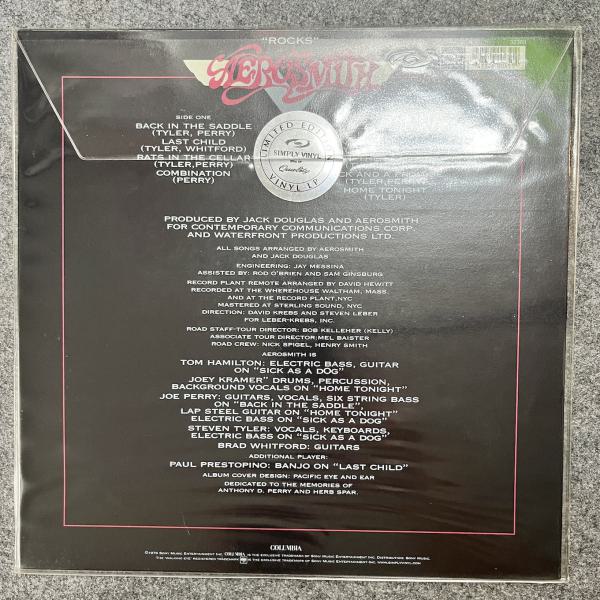 "ROCKS"
AEROSMITH
SIDE ONE
BACK IN THE SADDLE
(TYLER, PERRY)
LAST CHILD
(TYLER, WHITFORD)
RATS IN THE CELLAR
(TYLER,PERRY)
COMBINATION
(PERRY)
LIMITED EDITION
SIMPLY VINYL
VINYL LP
(TYLER,PERRY)
HOME TONIGHT
(TYLER)
PRODUCED BY JACK DOUGLAS AND AEROSMITH
FOR CONTEMPORARY COMMUNICATIONS CORP.
AND WATERFRONT PRODUCTIONS LTD.
ALL SONGS ARRANGED BY AEROSMITH
AND JACK DOUGLAS
ENGINEERING: JAY MESSINA
ASSISTED BY: ROD O'BRIEN AND SAM GINSBURG
RECORD PLANT REMOTE ARRANGED BY DAVID HEWITT
RECORDED AT THE WHEREHOUSE WALTHAM, MASS.
AND AT THE RECORD PLANT,NYC
MASTERED AT STERLING SOUND, NYC
DIRECTION: DAVID KREBS AND STEVEN LEBER
FOR LEBER-KREBS, INC.
ROAD STAFF-TOUR DIRECTOR: BOB KELLEHER (KELLY)
ASSOCIATE TOUR DIRECTOR:MEL BAISTER
ROAD CREW: NICK SPIGEL, HENRY SMITH
AEROSMITH IS
TOM HAMILTON: ELECTRIC BASS, GUITAR
ON "SICK AS A DOG"
JOEY KRAMER" DRUMS, PERCUSSION,
BACKGROUND VOCALS ON "HOME TONIGHT"
JOE PERRY: GUITARS, VOCALS, SIX STRING BASS
ON "BACK IN THE SADDLE",
LAP STEEL GUITAR ON "HOME TONIGHT"
ELECTRIC BASS ON "SICK AS A DOG"
STEVEN TYLER: VOCALS, KEYBOARDS,
ELECTRIC BASS ON "SICK AS A DOG"
BRAD WHITFORD: GUITARS
ADDITIONAL PLAYER:
PAUL PRESTOPINO: BANJO ON "LAST CHILD"
ALBUM COVER DESIGN: PACIFIC EYE AND EAR
DEDICATED TO THE MEMORIES OF
ANTHONY D. PERRY AND HERB SPAR.
COLUMBIA